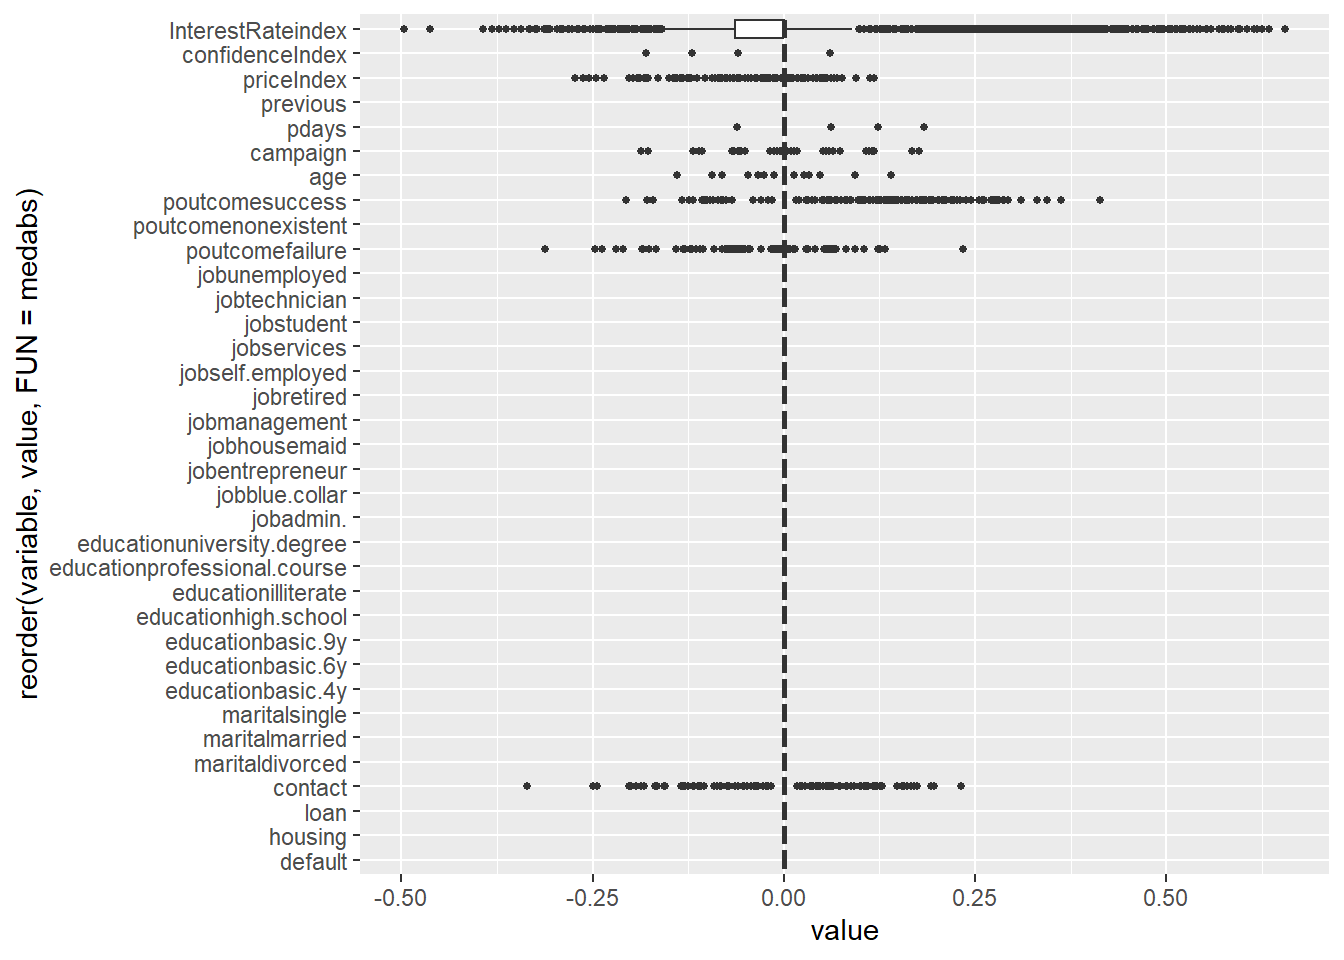 reorder(variable, value, FUN = medabs)
InterestRateindex
confidenceIndex
priceIndex
previous
pdays
campaign
age
poutcomesuccess
poutcomenonexistent
poutcomefailure
jobunemployed
jobtechnician
jobstudent
jobservices
jobself.employed
jobretired
jobmanagement
jobhousemaid
jobentrepreneur
jobblue.collar
jobadmin.
educationuniversity.degree
educationprofessional.course
educationilliterate
educationhigh.school
educationbasic.9y
educationbasic.6y
educationbasic.4y
maritalsingle
maritalmarried
maritaldivorced
contact
loan
housing
default
-0.50 -0.25 0.00 0.25 0.50
value